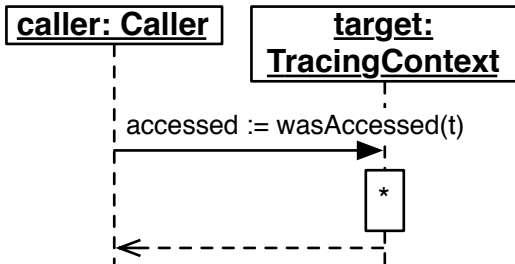 caller: Caller
target:
TracingContext
accessed := wasAccessed(t)
*